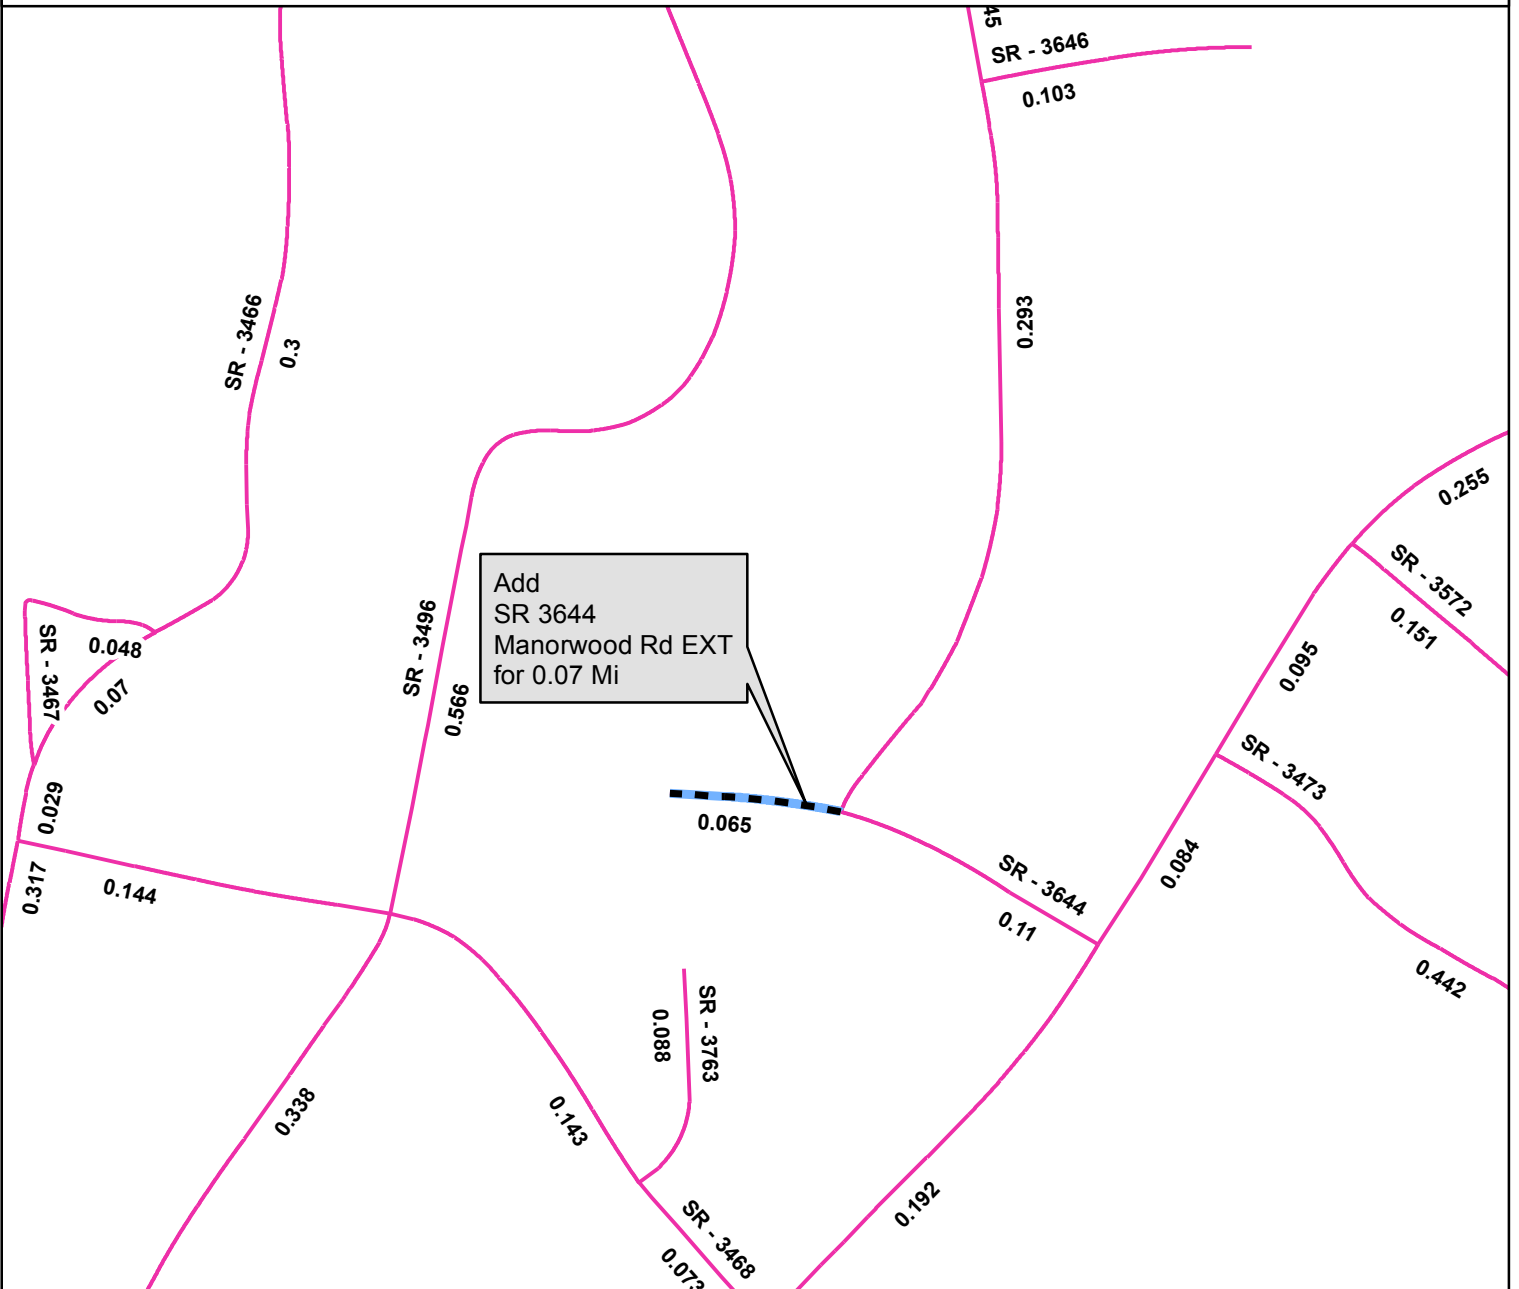 45
SR - 3646
0.103
SR - 3466
0.3
0.293
0.255
SR - 3572
0.151
Add
SR 3644
Manorwood Rd EXT
for 0.07 Mi
SR - 3496
0.566
SR - 3467
0.048
0.07
0.095
SR - 3473
0.029
0.065
0.084
SR - 3644
0.11
0.317
0.144
0.442
SR - 3763
0.088
0.338
0.143
0.192
SR - 3468
0.073